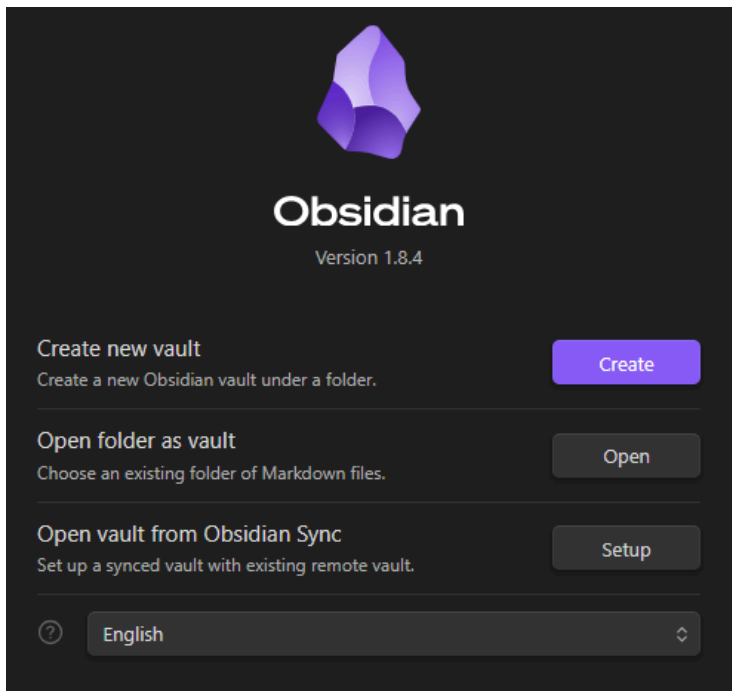 Obsidian
Version 1.8.4
Create new vault
Create a new Obsidian vault under a folder.
Create
Open folder as vault
Choose an existing folder of Markdown files.
Open
Open vault from Obsidian Sync
Set up a synced vault with existing remote vault.
Setup
?
English